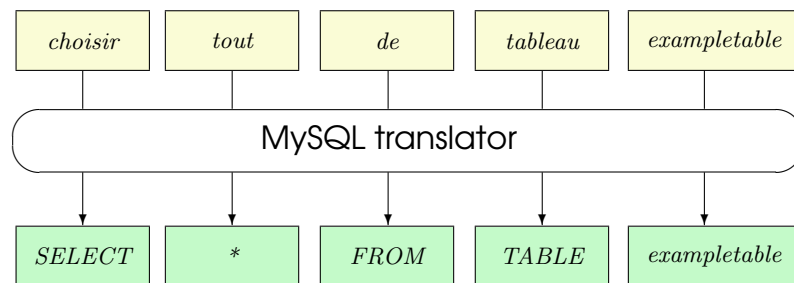 choisir tout de tableau exampletable
MySQL translator
SELECT * FROM TABLE exampletable